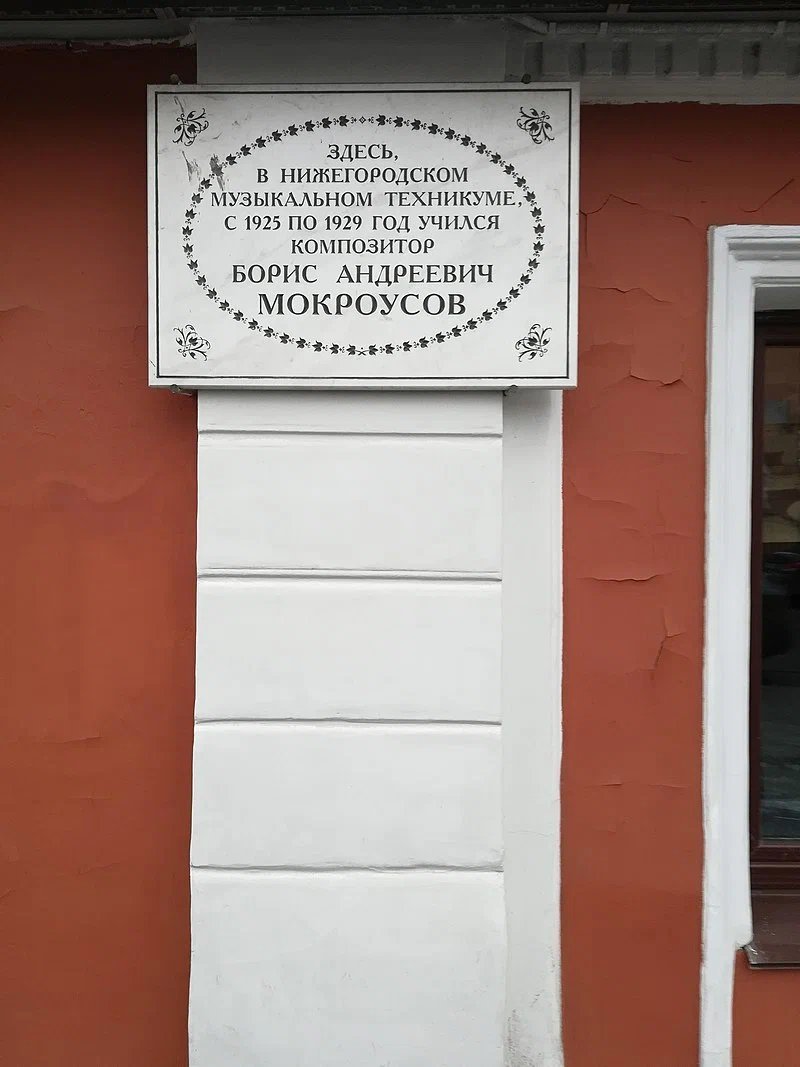 ЗДЕСЬ,
В НИЖЕГОРОДСКОМ
МУЗЫКАЛЬНОМ ТЕХНИКУМЕ,
С 1925 ПО 1929 ГОД УЧИЛСЯ
КОМПОЗИТОР
БОРИС АНДРЕЕВИЧ
МОКРОУСОВ